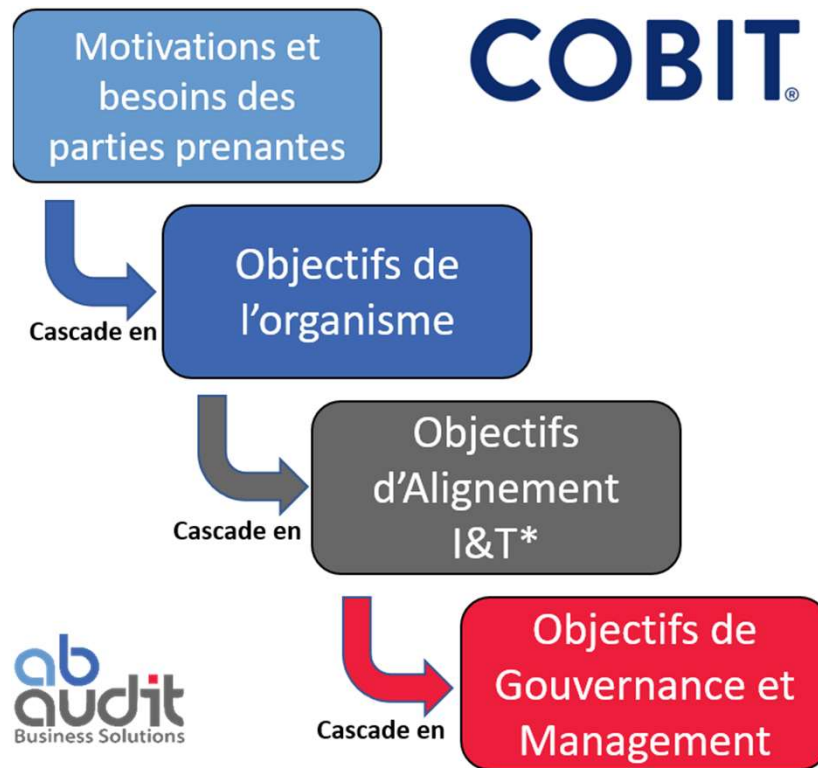 Motivations et
besoins des
parties prenantes
COBIT®
Cascade en
Objectifs de
l'organisme
Cascade en
Objectifs
d'Alignement
I&T*
Cascade en
Objectifs de
Gouvernance et
Management
ab
audit
Business Solutions